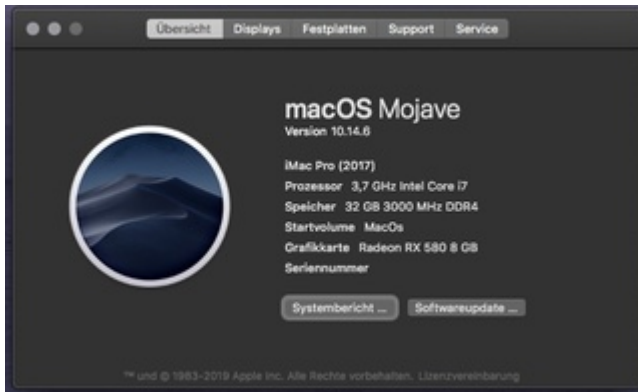 Übersicht Displays Festplatten Support Service
macOS Mojave
Version 10.14.6
iMac Pro (2017)
Prozessor 3,7 GHz Intel Core i7
Speicher 32 GB 3000 MHz DDR4
Startvolume MacOs
Grafikkarte Radeon RX 580 8 GB
Seriennummer
Systembericht ... Softwareupdate ...
™ und © 1983-2019 Apple Inc. Alle Rechte vorbehalten. Lizenzvereinbarung